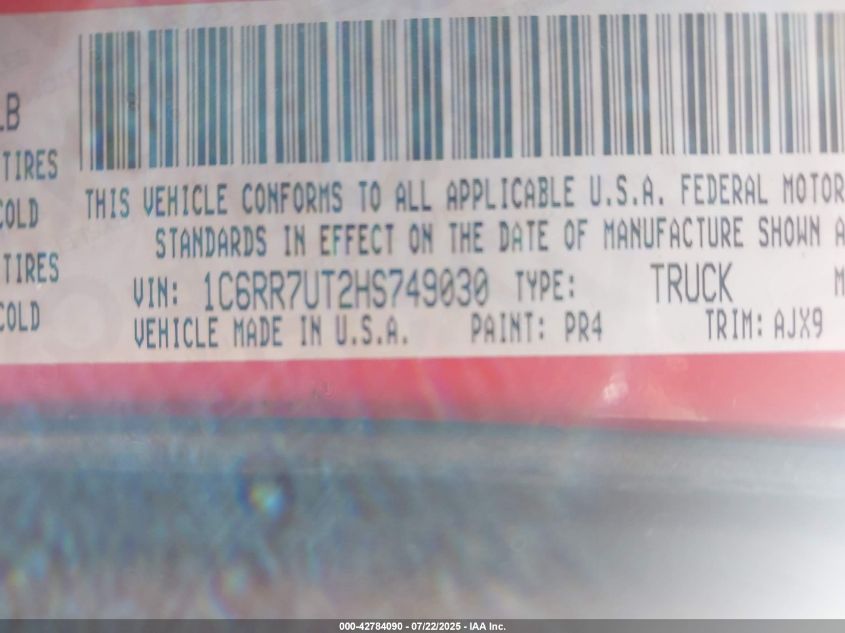 LB
TIRES
COLD
TIRES
COLD
THIS VEHICLE CONFORMS TO ALL APPLICABLE U.S.A. FEDERAL MOTOR
STANDARDS IN EFFECT ON THE DATE OF MANUFACTURE SHOWN A
VIN: 1C6RR7UT2HS749030 TYPE: TRUCK M
VEHICLE MADE IN U.S.A. PAINT: PR4 TRIM: AJX9
000-42784090 - 07/22/2025 - IAA Inc.